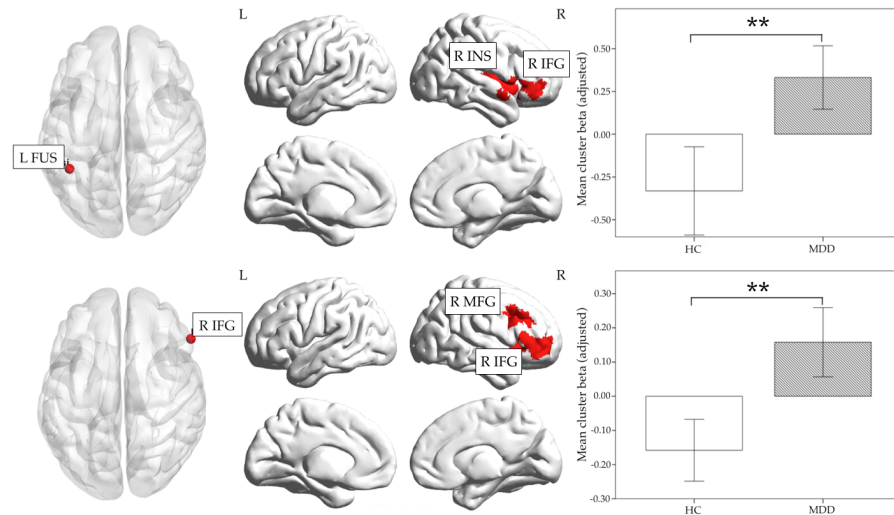 L
R
R INS
R IFG
L FUS
Mean cluster beta (adjusted)
0.50
0.25
0.00
-0.25
-0.50
**
HC
MDD
L
R
R IFG
R MFG
R IFG
Mean cluster beta (adjusted)
0.30
0.20
0.10
0.00
-0.10
-0.20
-0.30
**
HC
MDD